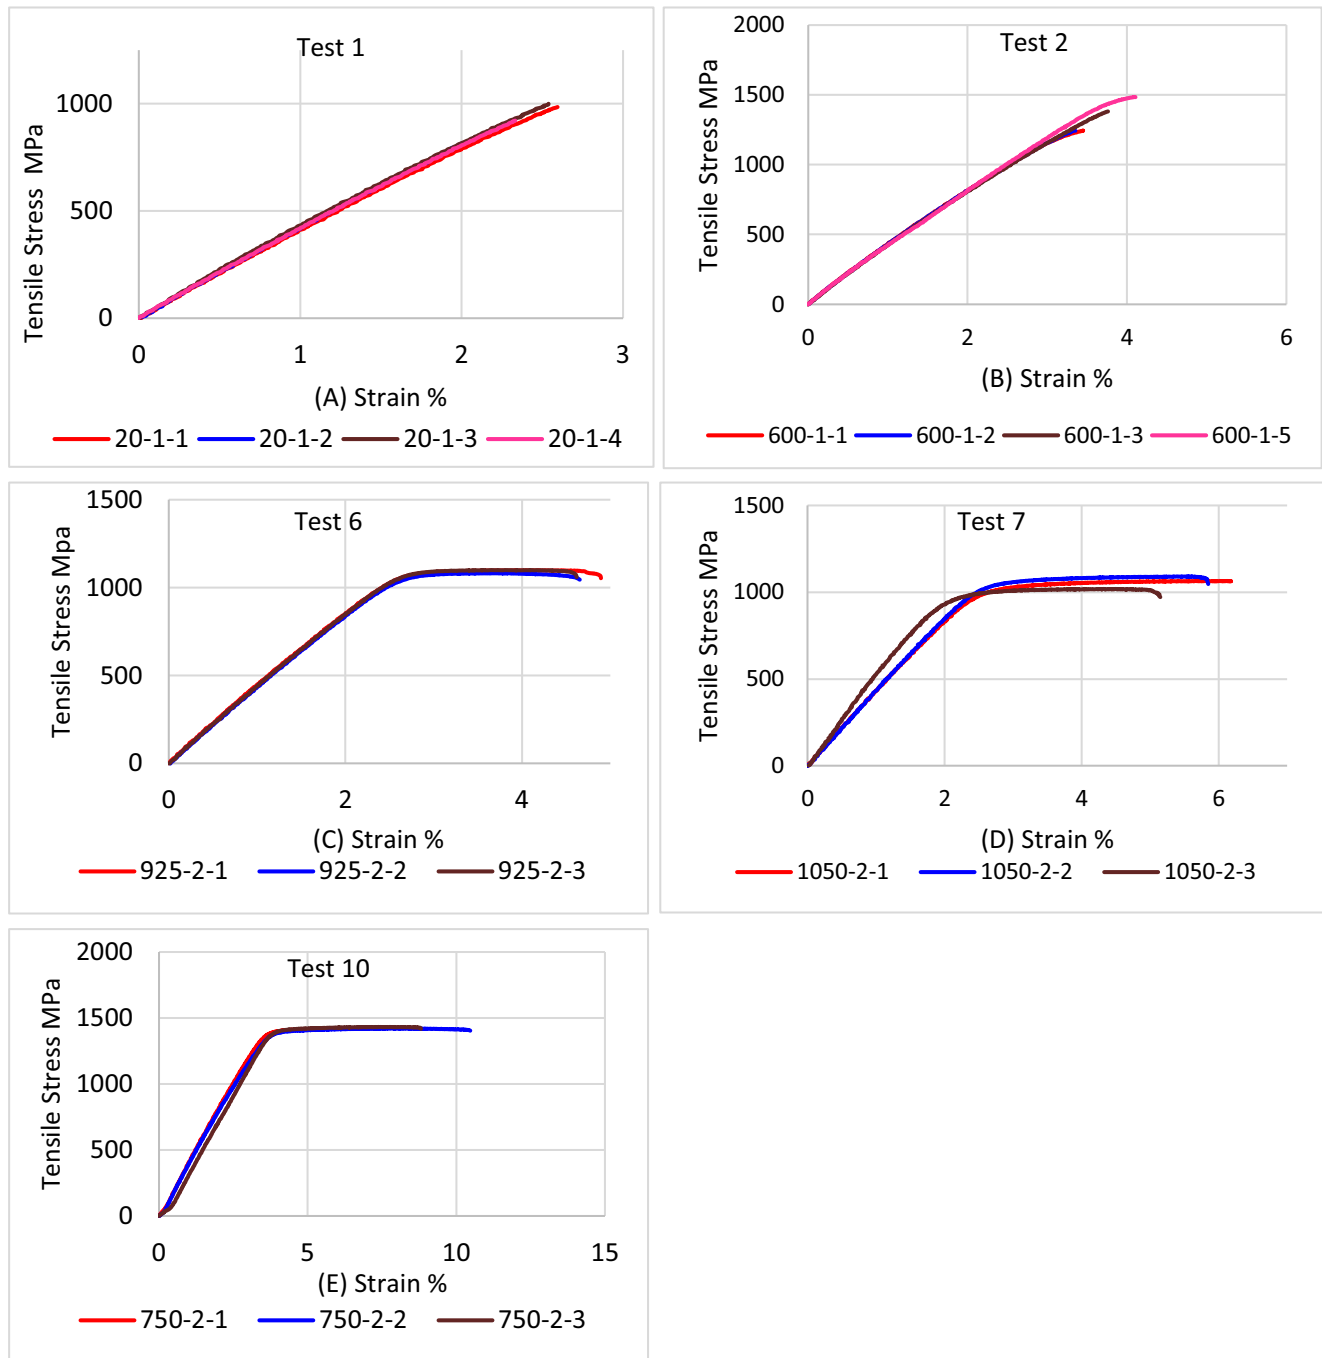 Test 1
Tenstile Stress MPa
1000
500
0
0 1 2 3
(A) Strain %
20-1-1 20-1-2 20-1-3 20-1-4
Test 2
Tensile Stress MPa
2000
1500
1000
500
0
0 2 4 6
(B) Strain %
600-1-1 600-1-2 600-1-3 600-1-5
Test 6
Tensile Stress Mpa
1500
1000
500
0
0 2 4
(C) Strain %
925-2-1 925-2-2 925-2-3
Test 7
Tensile Stress MPa
1500
1000
500
0
0 2 4 6
(D) Strain %
1050-2-1 1050-2-2 1050-2-3
Test 10
Tensile Stress MPa
2000
1500
1000
500
0
0 5 10 15
(E) Strain %
750-2-1 750-2-2 750-2-3